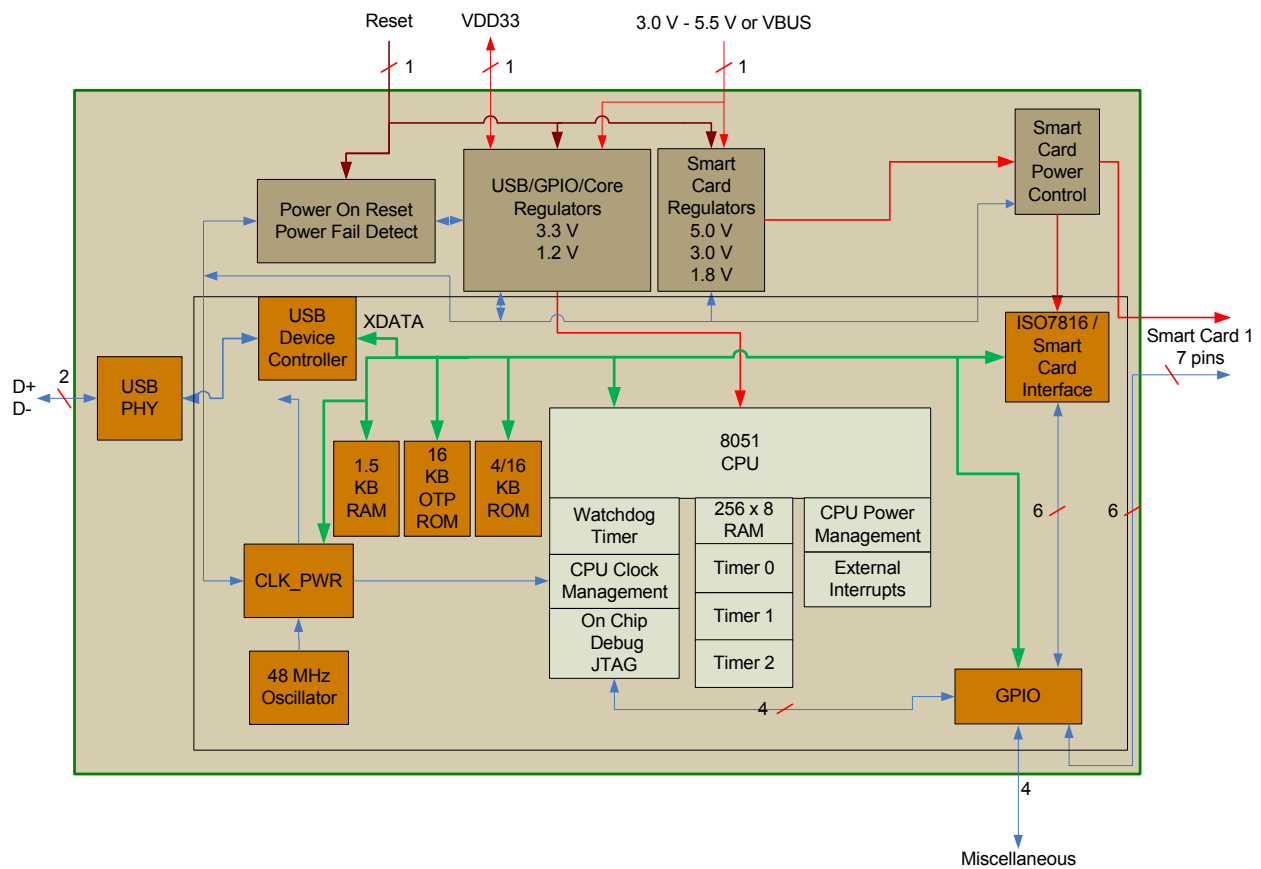 Reset
VDD33
3.0 V - 5.5 V or VBUS
1
1
1
Smart
Card
Power
Control
Power On Reset
Power Fail Detect
USB/GPIO/Core
Regulators
3.3 V
1.2 V
Smart
Card
Regulators
5.0 V
3.0 V
1.8 V
USB
Device
Controller
XDATA
ISO7816 /
Smart
Card
Interface
Smart Card 1
7 pins
D+
D-
2
USB
PHY
1.5
KB
RAM
16
KB
OTP
ROM
4/16
KB
ROM
8051
CPU
Watchdog
Timer
256 x 8
RAM
CPU Power
Management
6
6
CLK_PWR
CPU Clock
Management
Timer 0
External
Interrupts
On Chip
Debug
JTAG
Timer 1
Timer 2
48 MHz
Oscillator
GPIO
4
4
Miscellaneous